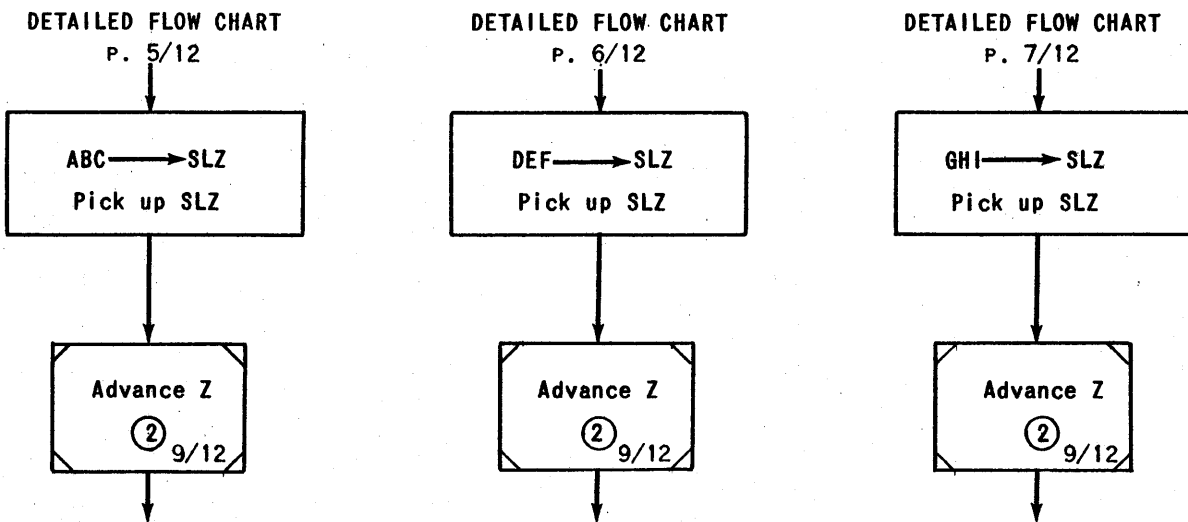 DETAILED FLOW CHART
P. 5/12
ABC SLZ
Pick up SLZ
Advance Z
2
9/12
DETAILED FLOW CHART
P. 6/12
DEF SLZ
Pick up SLZ
Advance Z
2
9/12
DETAILED FLOW CHART
P. 7/12
GHI SLZ
Pick up SLZ
Advance Z
2
9/12